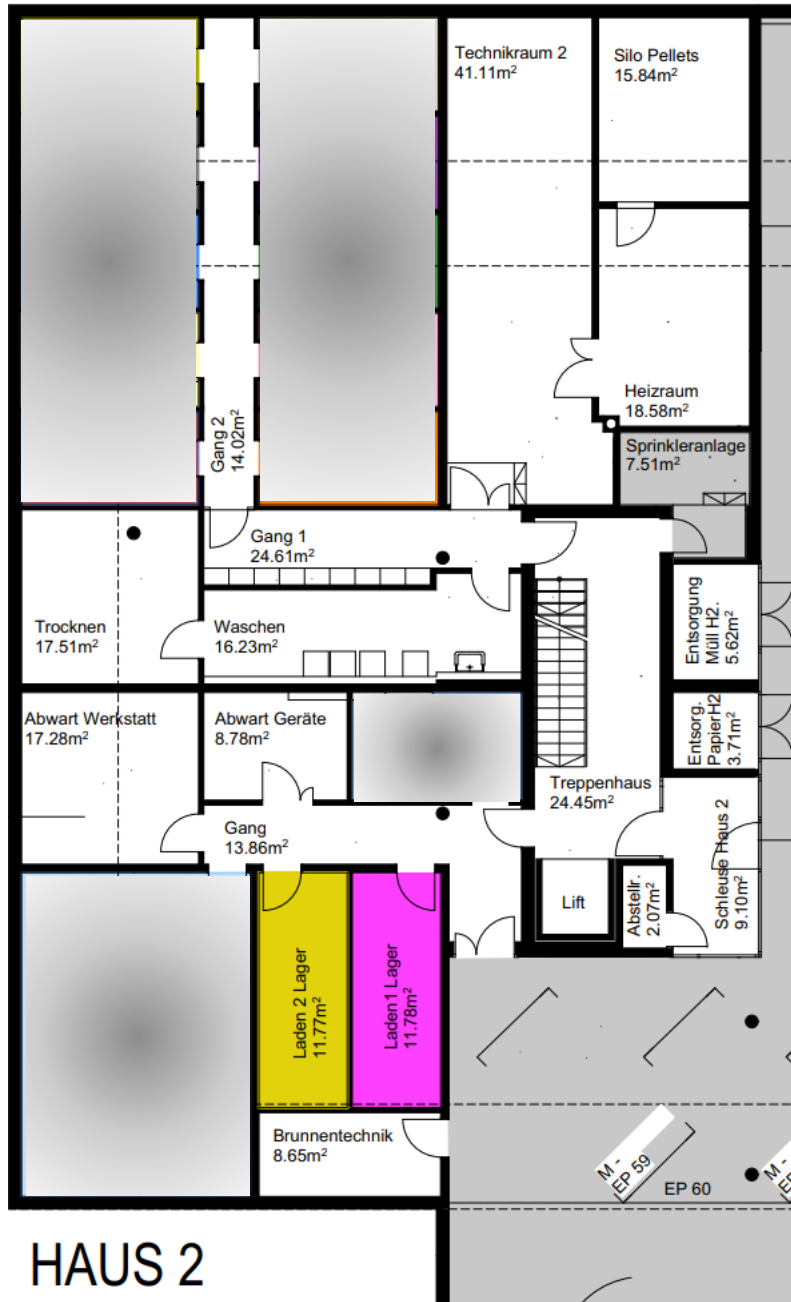 Technikraum 2
41.11m²
Silo Pellets
15.84m²
Heizraum
18.58m²
Sprinkleranlage
7.51m²
Gang 2
14.02m²
Gang 1
24.61m²
Trocknen
17.51m²
Waschen
16.23m²
Entsorgung
Müll H2.
5.62m²
Abwart Werkstatt
17.28m²
Abwart Geräte
8.78m²
Entsorg.
PapierH2
3.71m²
Treppenhaus
24.45m²
Gang
13.86m²
Schleuse Haus 2
9.10m²
Lift
Abstellr.
2.07m²
Laden 2 Lager
11.77m²
Laden1 Lager
11.78m²
Brunnentechnik
8.65m²
M -
EP 59
EP 60
M -
HAUS 2